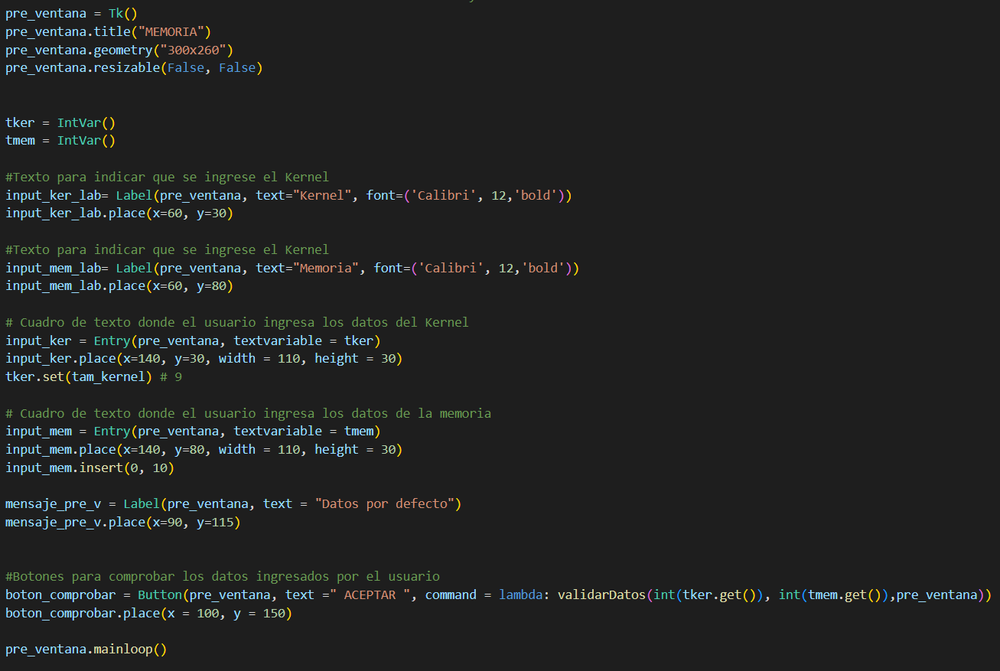 pre_ventana = Tk()
pre_ventana.title("MEMORIA")
pre_ventana.geometry("300x260")
pre_ventana.resizable(False, False)
tker = IntVar()
tmem = IntVar()
#Texto para indicar que se ingrese el Kernel
input_ker_lab= Label(pre_ventana, text="Kernel", font=('Calibri', 12,'bold'))
input_ker_lab.place(x=60, y=30)
#Texto para indicar que se ingrese el Kernel
input_mem_lab= Label(pre_ventana, text="Memoria", font=('Calibri', 12,'bold'))
input_mem_lab.place(x=60, y=80)
# Cuadro de texto donde el usuario ingresa los datos del Kernel
input_ker = Entry(pre_ventana, textvariable = tker)
input_ker.place(x=140, y=30, width = 110, height = 30)
tker.set(tam_kernel) # 9
# Cuadro de texto donde el usuario ingresa los datos de la memoria
input_mem = Entry(pre_ventana, textvariable = tmem)
input_mem.place(x=140, y=80, width = 110, height = 30)
input_mem.insert(0, 10)
mensaje_pre_v = Label(pre_ventana, text = "Datos por defecto")
mensaje_pre_v.place(x=90, y=115)
#Botones para comprobar los datos ingresados por el usuario
boton_comprobar = Button(pre_ventana, text =" ACEPTAR ", command = lambda: validarDatos(int(tker.get()), int(tmem.get()),pre_ventana))
boton_comprobar.place(x = 100, y = 150)
pre_ventana.mainloop()